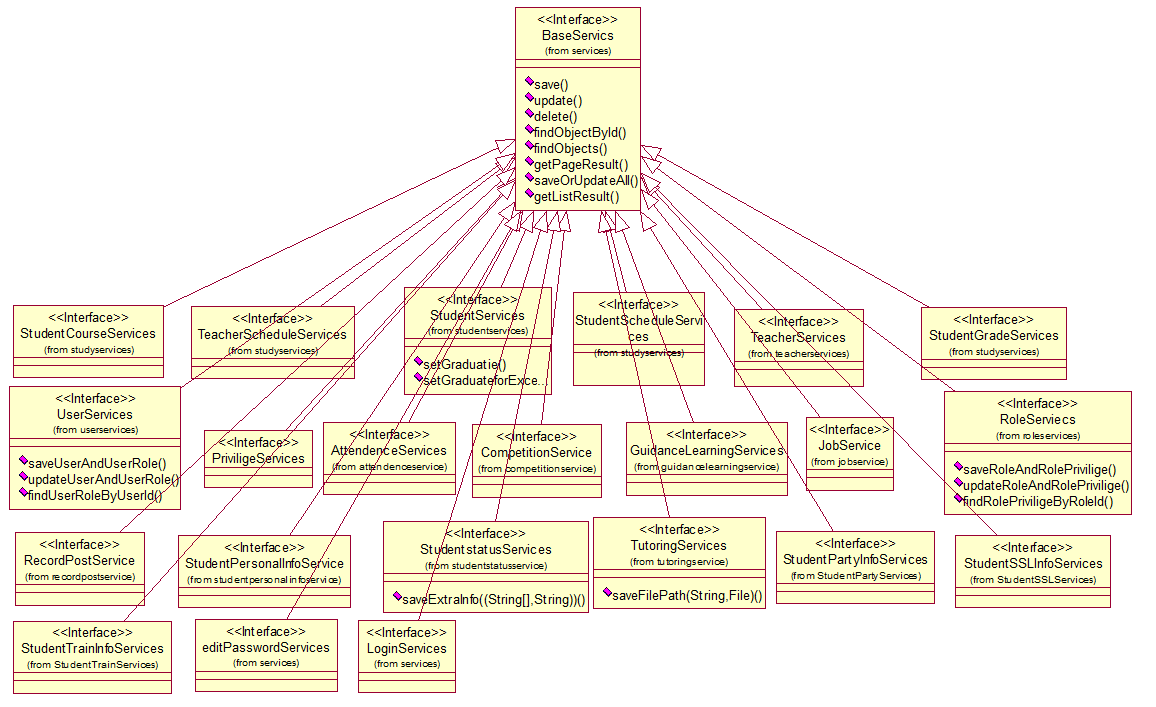 <<Interface>>
BaseServics
(from services)
save()
update()
delete()
findObjectById()
findObjects()
getPageResult()
saveOrUpdateAll()
getListResult()
<<Interface>>
StudentCourseServices
(from studyservices)
<<Interface>>
TeacherScheduleServices
(from studyservices)
<<Interface>>
StudentServices
(from studentservices)
setGraduatie()
setGraduateforExce...
<<Interface>>
StudentScheduleServi
ces
(from studyservices)
<<Interface>>
TeacherServices
(from teacherservices)
<<Interface>>
StudentGradeServices
(from studyservices)
<<Interface>>
UserServices
(from userservices)
saveUserAndUserRole()
updateUserAndUserRole()
findUserRoleByUserId()
<<Interface>>
PriviligeServices
<<Interface>>
AttendenceServices
(from attendenceservice)
<<Interface>>
CompetitionService
(from competitionservice)
<<Interface>>
GuidanceLearningServices
(from guidancelearningservice)
<<Interface>>
JobService
(from jobservice)
<<Interface>>
RoleServiecs
(from roleservices)
saveRoleAndRolePrivilige()
updateRoleAndRolePrivilige()
findRolePriviligeByRoleId()
<<Interface>>
RecordPostService
(from recordpostservice)
<<Interface>>
StudentPersonalInfoService
(from studentpersonalinfoservice)
<<Interface>>
StudentstatusServices
(from studentstatusservice)
saveExtraInfo((String[],String))()
<<Interface>>
TutoringServices
(from tutoringservice)
saveFilePath(String,File)()
<<Interface>>
StudentPartyInfoServices
(from StudentPartyServices)
<<Interface>>
StudentSSLInfoServices
(from StudentSSLServices)
<<Interface>>
StudentTrainInfoServices
(from StudentTrainServices)
<<Interface>>
editPasswordServices
(from services)
<<Interface>>
LoginServices
(from services)